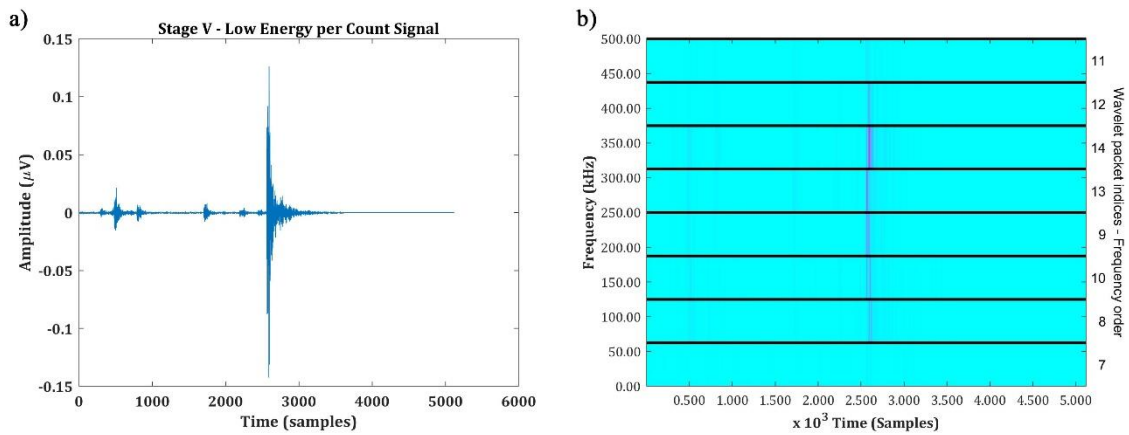 a)
Stage V - Low Energy per Count Signal
0.15
0.1
0.05
0
-0.05
-0.1
-0.15
Amplitude (μV)
0 1000 2000 3000 4000 5000 6000
Time (samples)
b)
500.00
450.00
400.00
350.00
300.00
250.00
200.00
150.00
100.00
50.00
0.00
Frequency (kHz)
0.500 1.000 1.500 2.000 2.500 3.000 3.500 4.000 4.500 5.000
x 10³ Time (Samples)
11
12
14
13
9
10
8
7
Wavelet packet indices - Frequency order